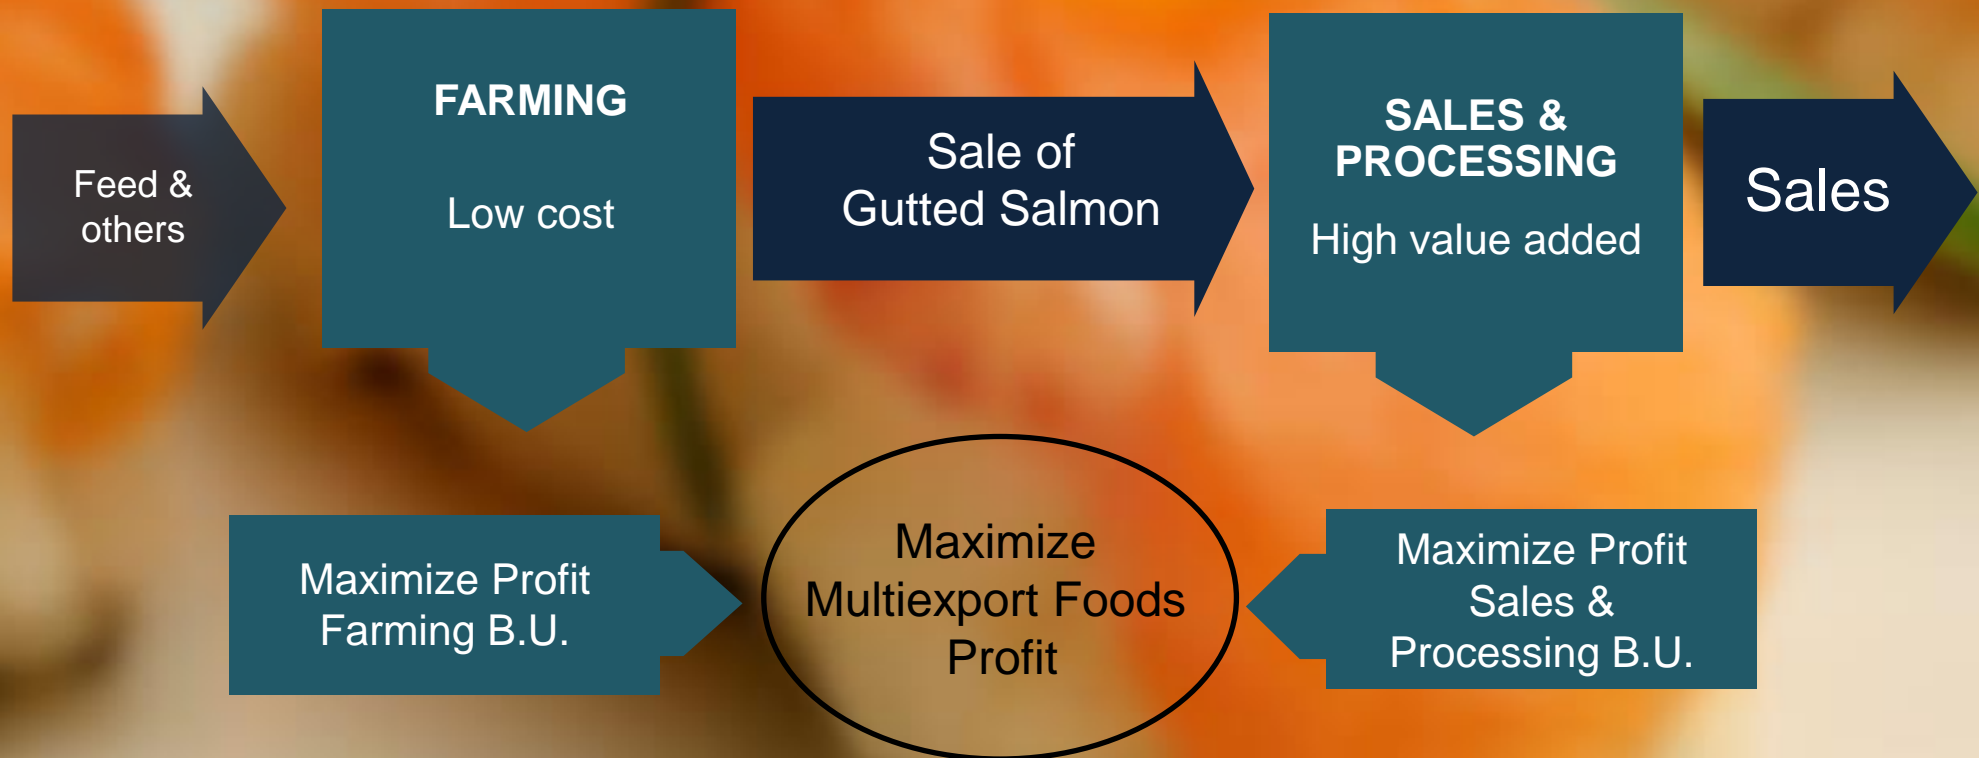 Feed &
others
FARMING
Low cost
Sale of
Gutted Salmon
SALES &
PROCESSING
High value added
Sales
Maximize Profit
Farming B.U.
Maximize
Multiexport Foods
Profit
Maximize Profit
Sales &
Processing B.U.